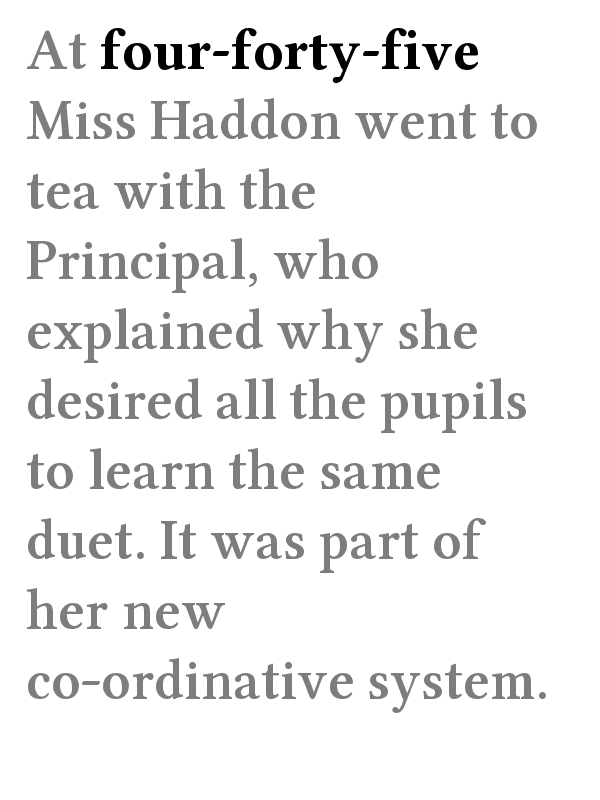 At four-forty-five
Miss Haddon went to
tea with the
Principal, who
explained why she
desired all the pupils
to learn the same
duet. It was part of
her new
co-ordinative system.